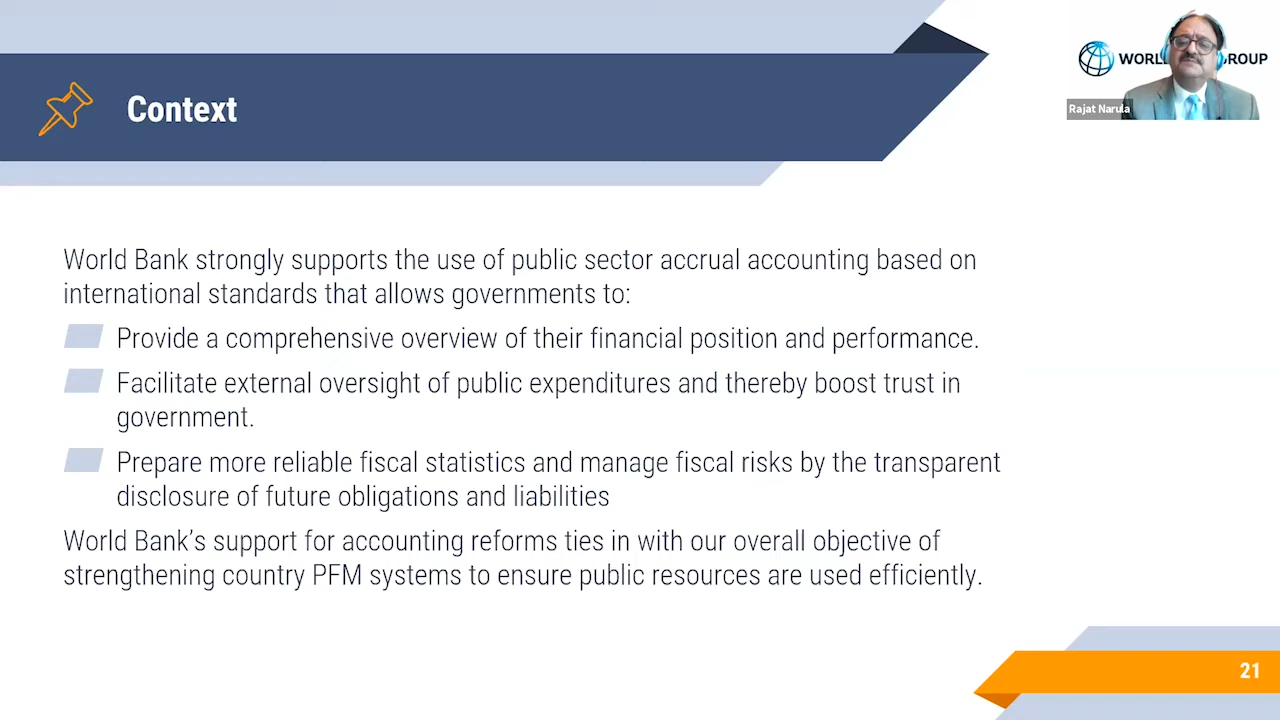 Context
WORL GROUP
Rajat Narula
World Bank strongly supports the use of public sector accrual accounting based on
international standards that allows governments to:
Provide a comprehensive overview of their financial position and performance.
Facilitate external oversight of public expenditures and thereby boost trust in
government.
Prepare more reliable fiscal statistics and manage fiscal risks by the transparent
disclosure of future obligations and liabilities
World Bank’s support for accounting reforms ties in with our overall objective of
strengthening country PFM systems to ensure public resources are used efficiently.
21